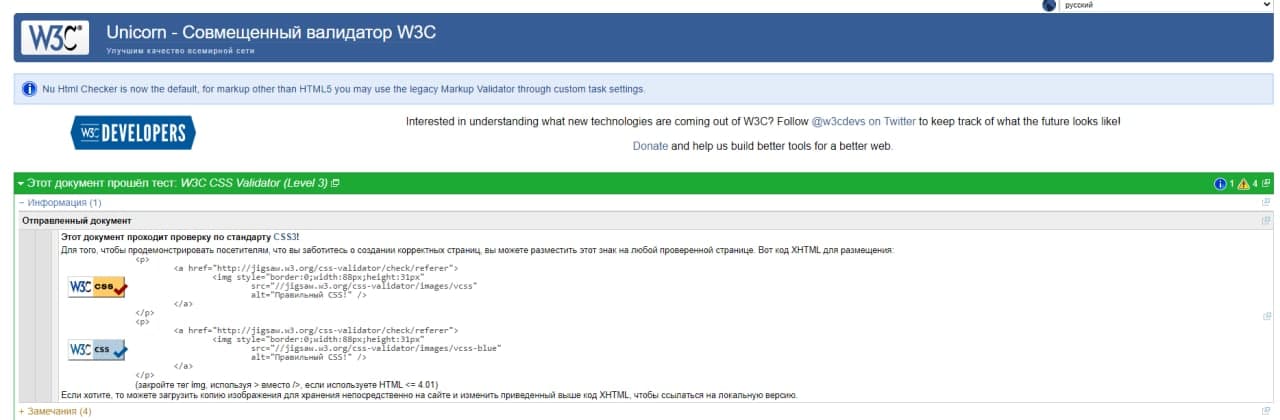 русский
W3C® Unicorn - Совмещенный валидатор W3C
Улучшим качество всемирной сети
Nu Html Checker is now the default, for markup other than HTML5 you may use the legacy Markup Validator through custom task settings.
W3C DEVELOPERS
Interested in understanding what new technologies are coming out of W3C? Follow @w3cdevs on Twitter to keep track of what the future looks like!
Donate and help us build better tools for a better web.
Этот документ прошёл тест: W3C CSS Validator (Level 3) 1 4
− Информация (1)
Отправленный документ
Этот документ проходит проверку по стандарту CSS3!
Для того, чтобы продемонстрировать посетителям, что вы заботитесь о создании корректных страниц, вы можете разместить этот знак на любой проверенной странице. Вот код XHTML для размещения:
W3C css
<p>
<a href="http://jigsaw.w3.org/css-validator/check/referer">
<img style="border:0;width:88px;height:31px"
src="//jigsaw.w3.org/css-validator/images/vcss"
alt="Правильный CSS!" />
</a>
</p>
W3C css
<p>
<a href="http://jigsaw.w3.org/css-validator/check/referer">
<img style="border:0;width:88px;height:31px"
src="//jigsaw.w3.org/css-validator/images/vcss-blue"
alt="Правильный CSS!" />
</a>
</p>
(закройте тег img, используя > вместо />, если используете HTML <= 4.01)
Если хотите, то можете загрузить копию изображения для хранения непосредственно на сайте и изменить приведенный выше код XHTML, чтобы ссылаться на локальную версию.
+ Замечания (4)